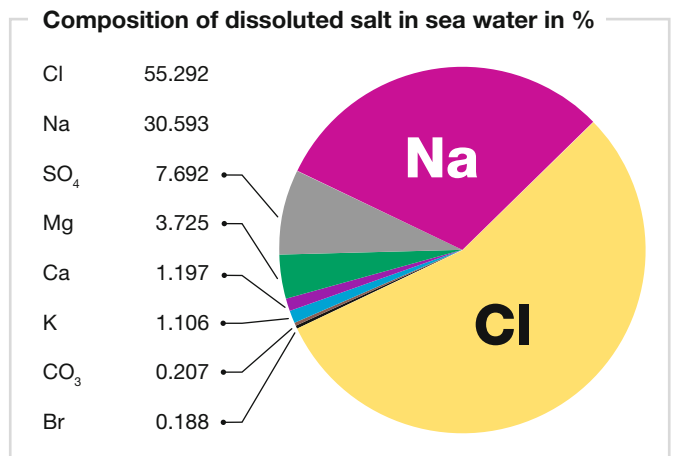 Composition of dissoluted salt in sea water in %
Cl 55.292
Na 30.593
SO₄ 7.692
Mg 3.725
Ca 1.197
K 1.106
CO₃ 0.207
Br 0.188
Na
Cl